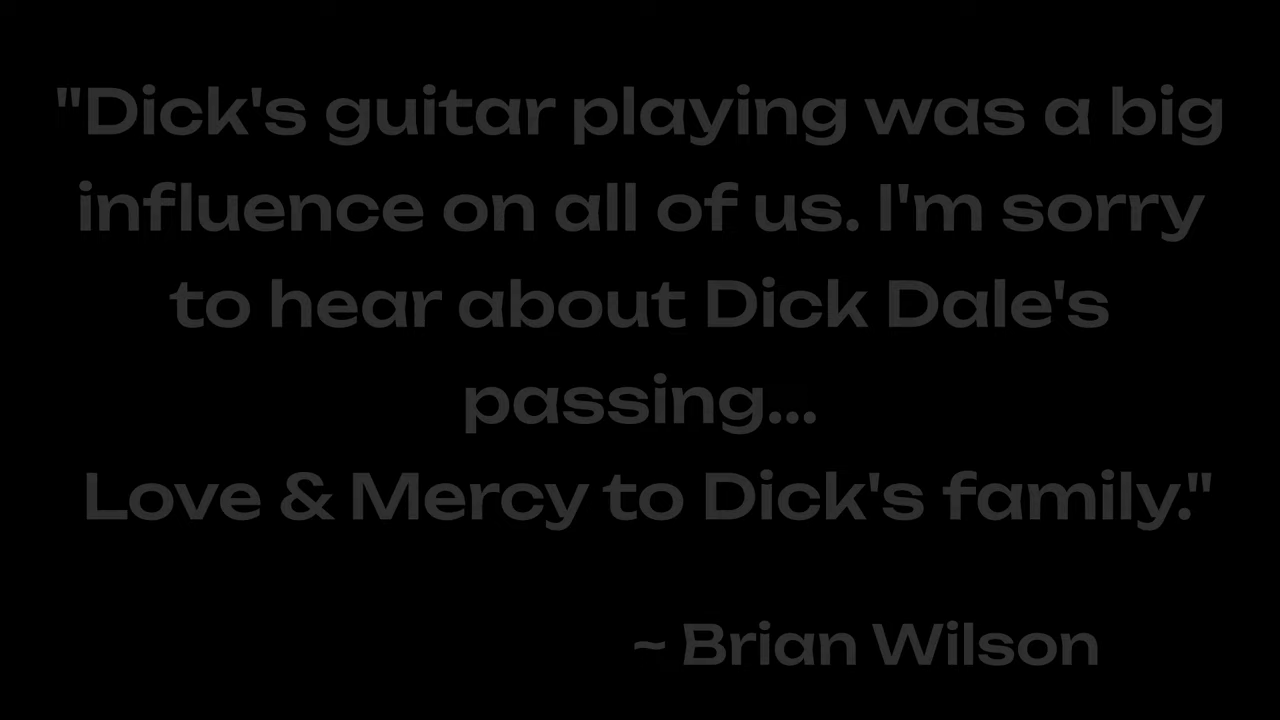 "Dick's guitar playing was a big
influence on all of us. I'm sorry
to hear about Dick Dale's
passing...
Love & Mercy to Dick's family."
~ Brian Wilson